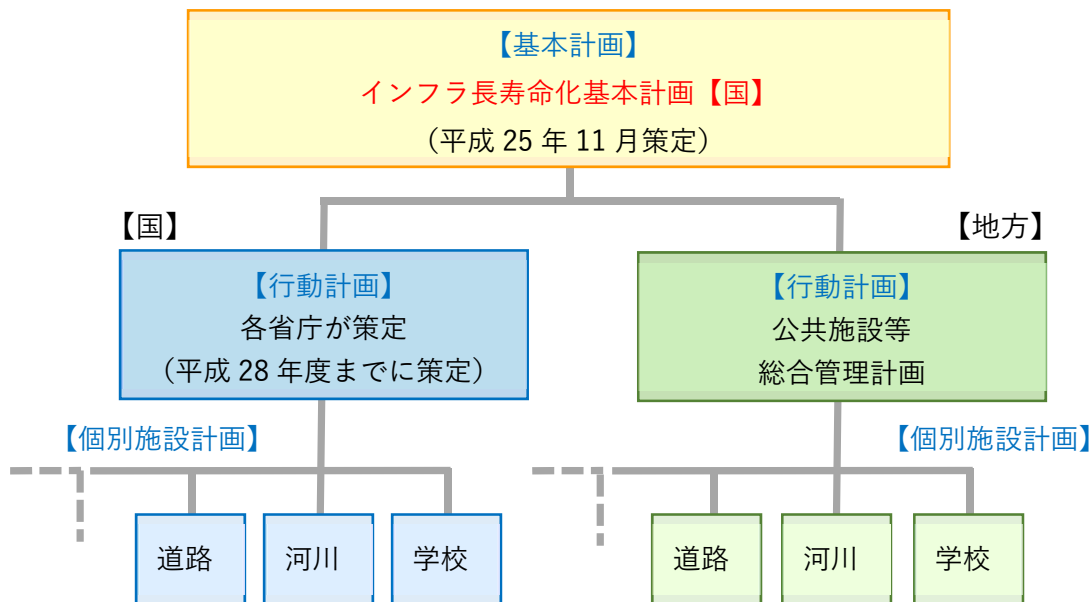 【基本計画】
インフラ長寿命化基本計画【国】
（平成 25 年 11 月策定）
【国】
【地方】
【行動計画】
各省庁が策定
（平成 28 年度までに策定）
【行動計画】
公共施設等
総合管理計画
【個別施設計画】
【個別施設計画】
道路
河川
学校
道路
河川
学校